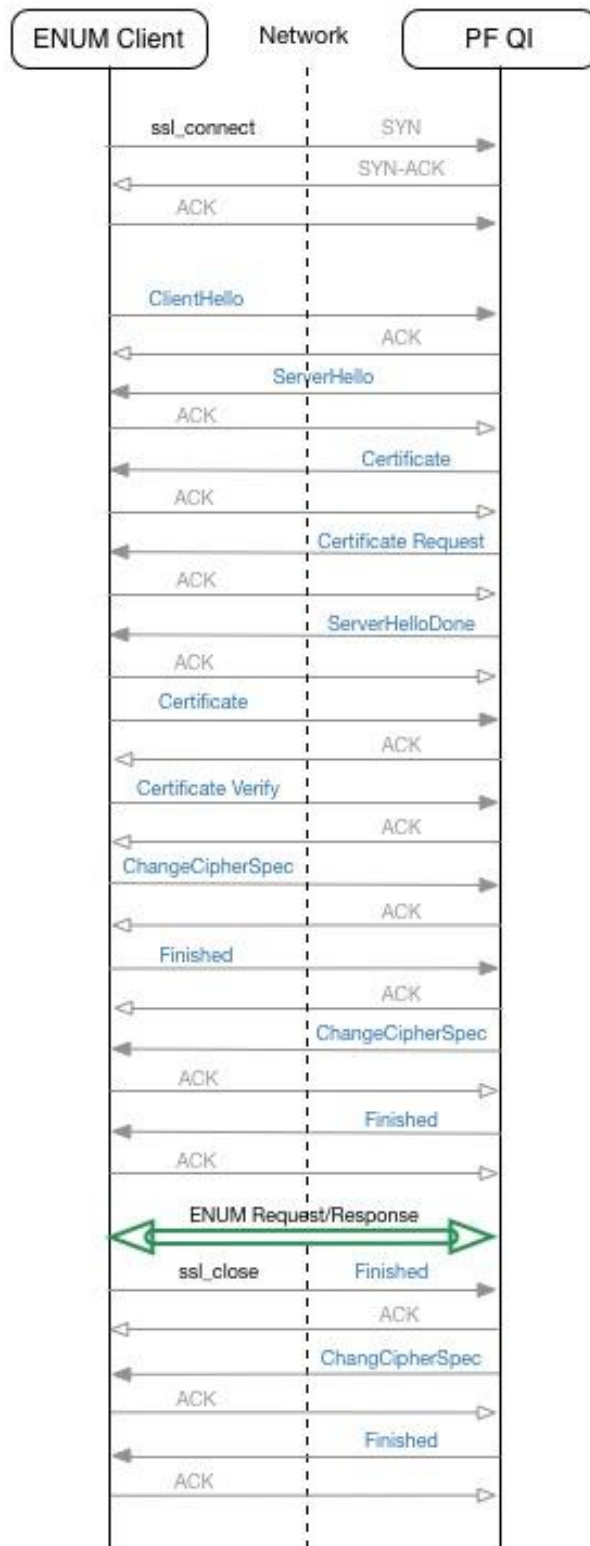 ENUM Client Network PF QI
ssl_connect SYN
SYN-ACK
ACK
ClientHello
ACK
ServerHello
ACK
Certificate
ACK
Certificate Request
ACK
ServerHelloDone
ACK
Certificate
ACK
Certificate Verify
ACK
ChangeCipherSpec
ACK
Finished
ACK
ChangeCipherSpec
ACK
Finished
ACK
ENUM Request/Response
ssl_close Finished
ACK
ChangCipherSpec
ACK
Finished
ACK